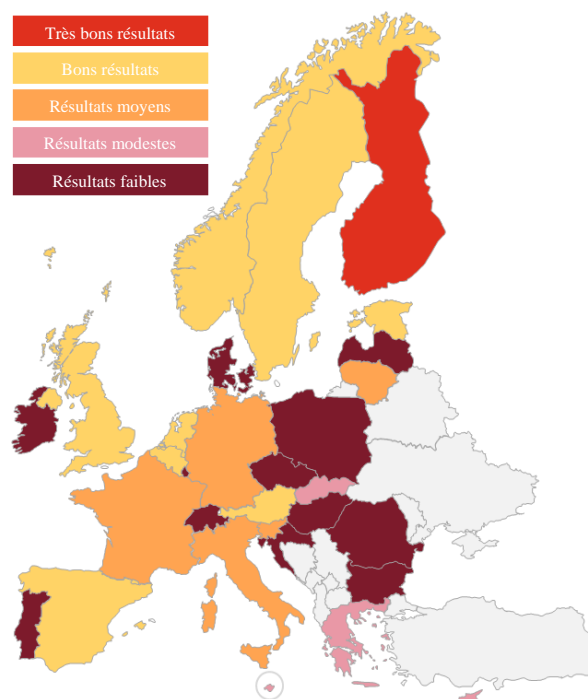 Très bons résultats
Bons résultats
Résultats moyens
Résultats modestes
Résultats faibles